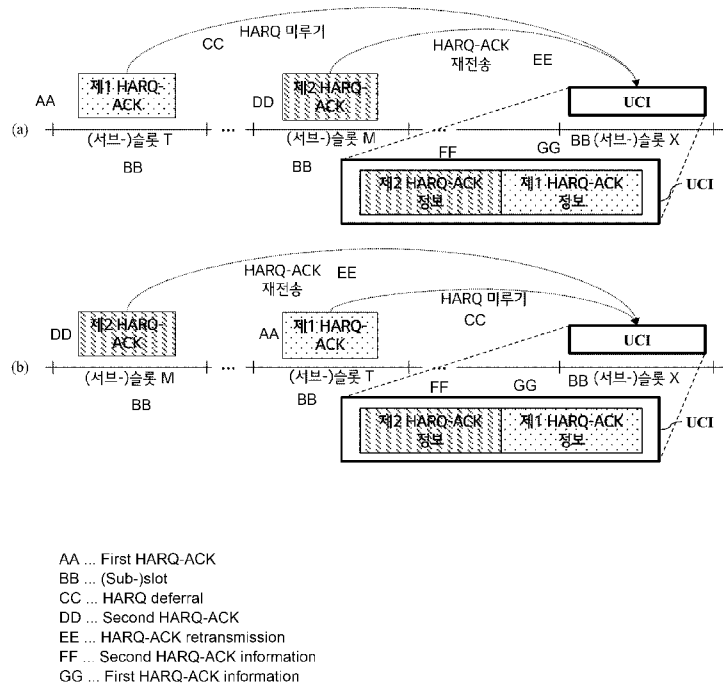 CC
HARQ 미루기
HARQ-ACK
재전송
EE
AA
제1 HARQ-
ACK
DD
제2 HARQ-
ACK
UCI
(a)
(서브-)슬롯 T
...
(서브-)슬롯 M
...
BB (서브-)슬롯 X
BB
BB
FF
GG
제2 HARQ-ACK
정보
제1 HARQ-ACK
정보
UCI
HARQ-ACK
재전송
EE
HARQ 미루기
CC
DD
제2 HARQ-
ACK
AA
제1 HARQ-
ACK
UCI
(b)
(서브-)슬롯 M
...
(서브-)슬롯 T
BB (서브-)슬롯 X
BB
BB
FF
GG
제2 HARQ-ACK
정보
제1 HARQ-ACK
정보
UCI
AA ... First HARQ-ACK
BB ... (Sub-)slot
CC ... HARQ deferral
DD ... Second HARQ-ACK
EE ... HARQ-ACK retransmission
FF ... Second HARQ-ACK information
GG ... First HARQ-ACK information